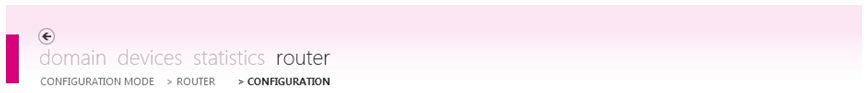 domain devices statistics router
CONFIGURATION MODE > ROUTER > CONFIGURATION